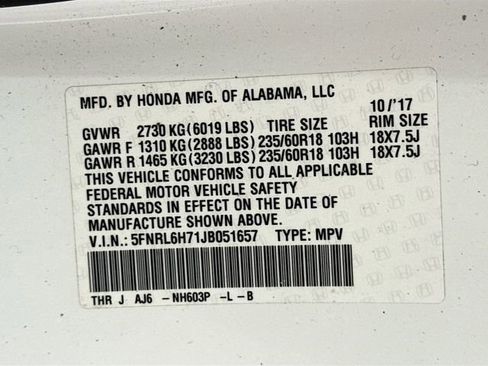 MFD. BY HONDA MFG. OF ALABAMA, LLC 10 / '17
GVWR 2730 KG (6019 LBS) TIRE SIZE RIM SIZE
GAWR F 1310 KG (2888 LBS) 235/60R18 103H 18X7.5J
GAWR R 1465 KG (3230 LBS) 235/60R18 103H 18X7.5J
THIS VEHICLE CONFORMS TO ALL APPLICABLE
FEDERAL MOTOR VEHICLE SAFETY
STANDARDS IN EFFECT ON THE DATE OF
MANUFACTURE SHOWN ABOVE.
V.I.N.: 5FNRL6H71JB051657 TYPE: MPV
THR J AJ6 -NH603P -L-B